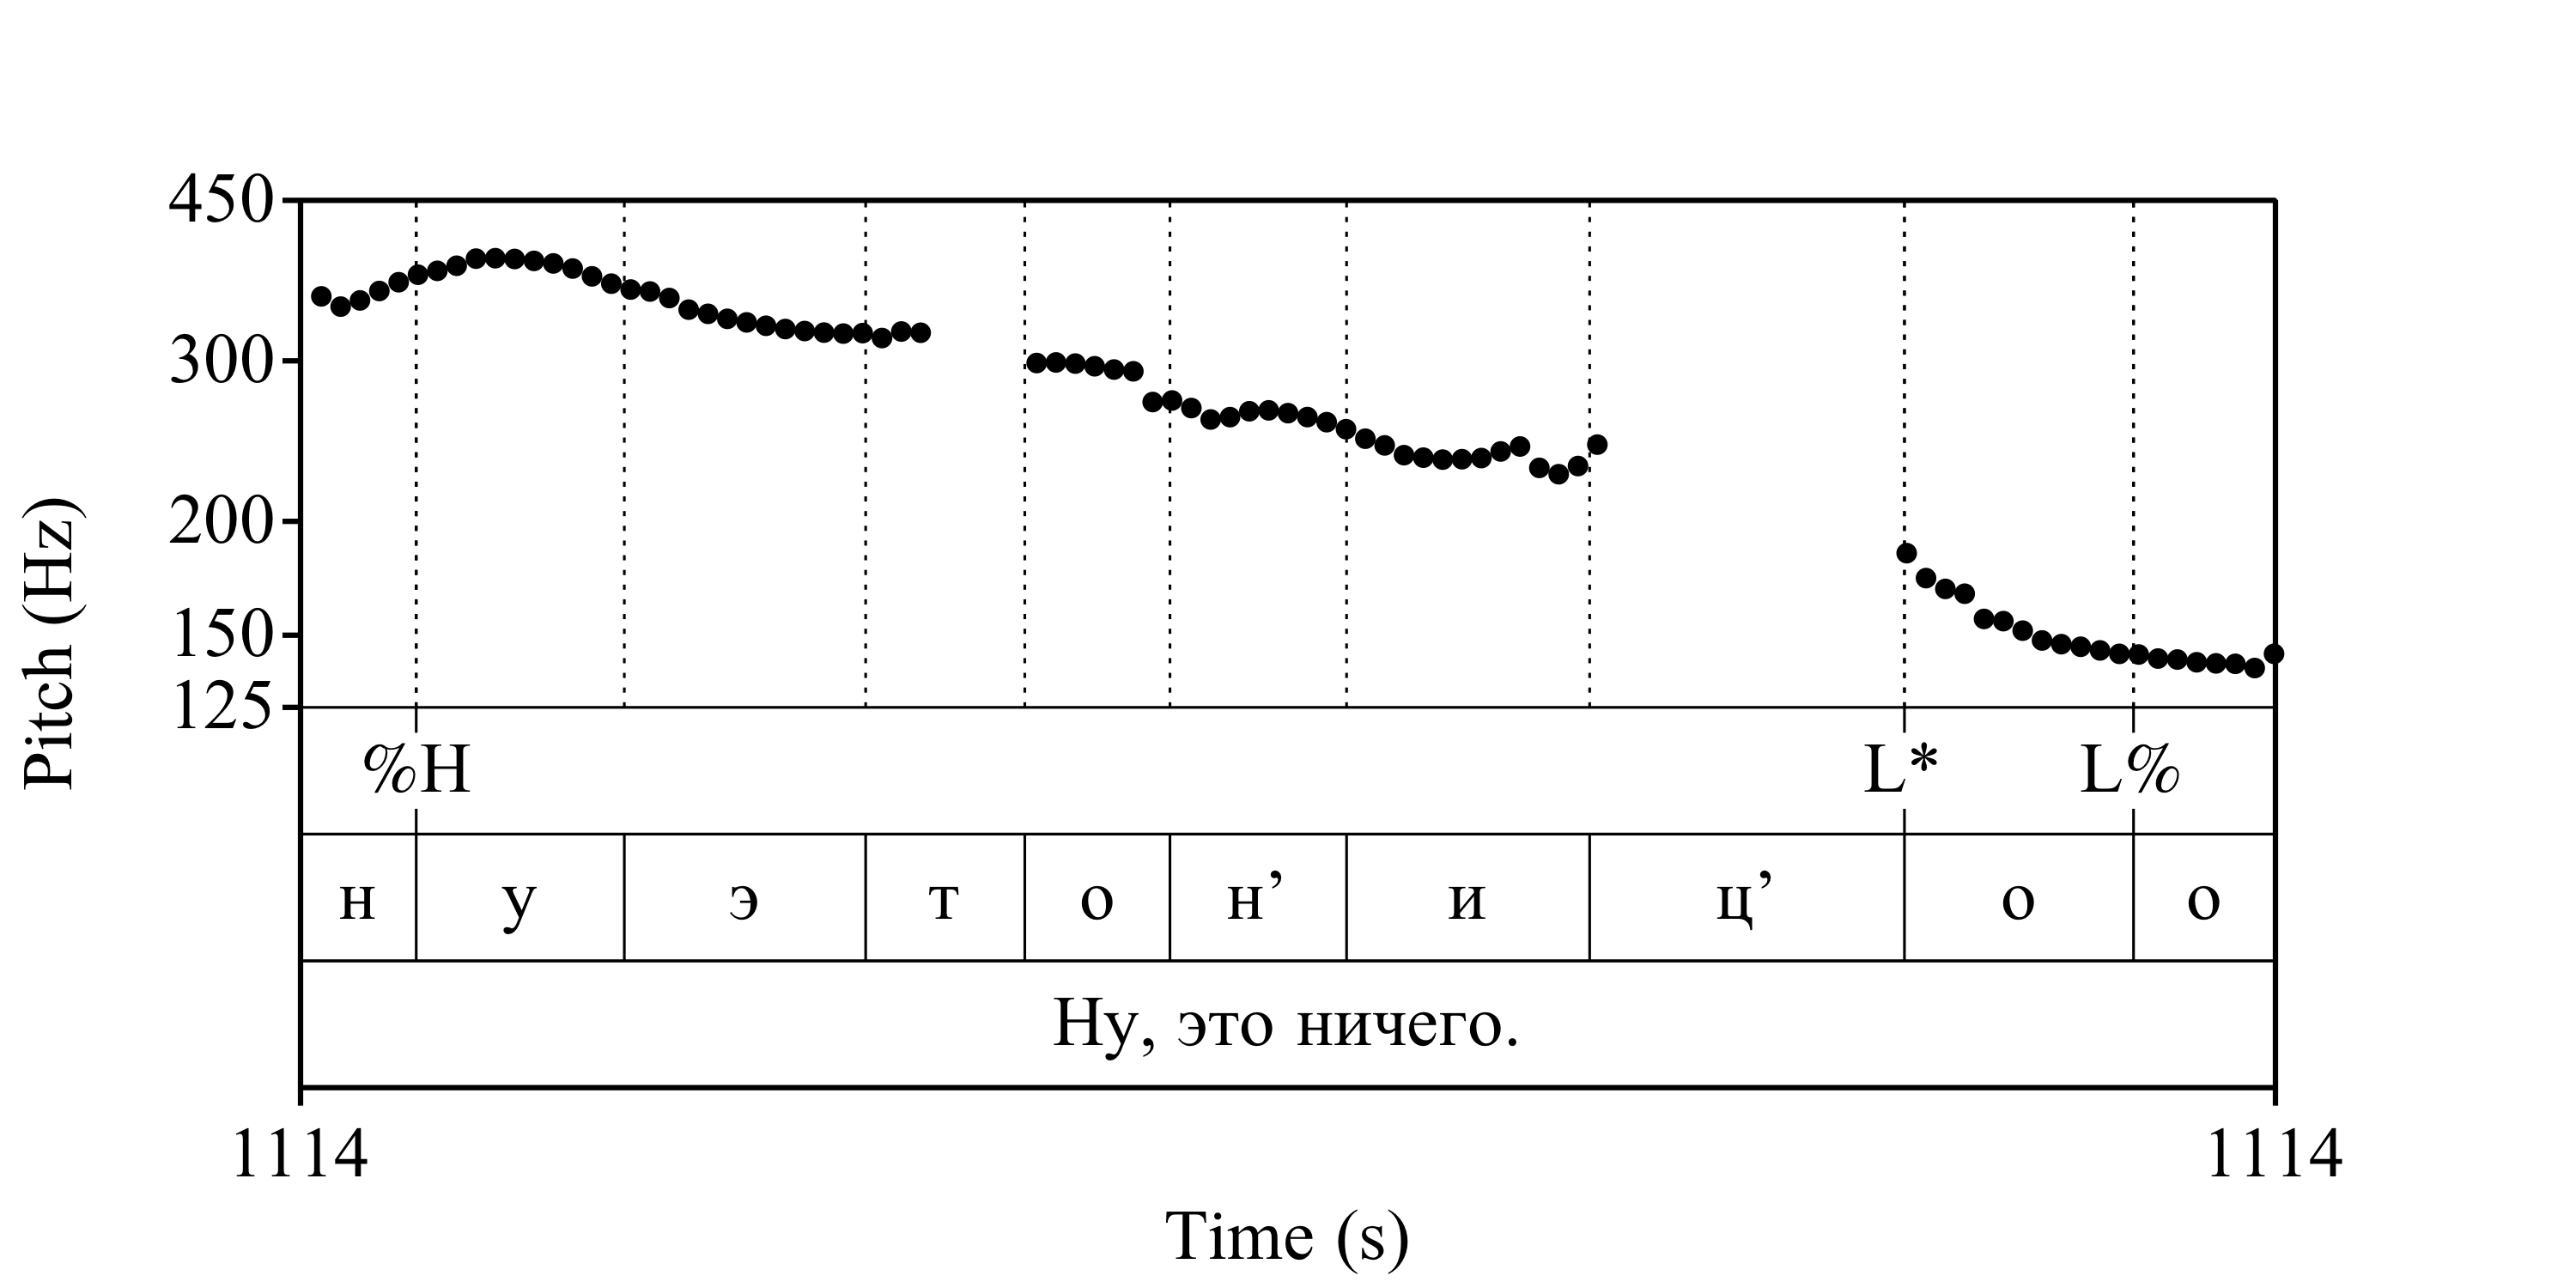 450
300
200
150
125
Pitch (Hz)
%H L* L%
н у э т о н’ и ц’ о о
Ну, это ничего.
1114 1114
Time (s)